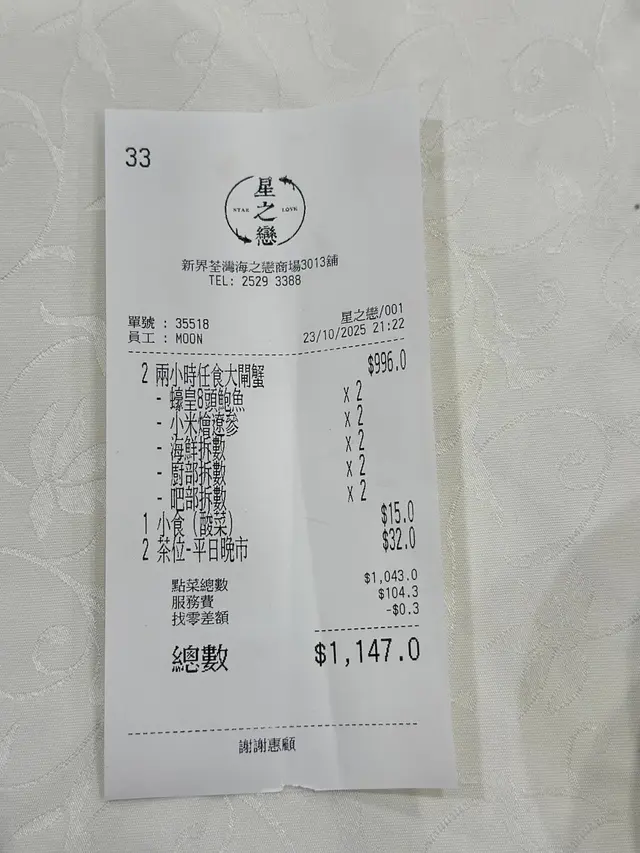 33
星之戀
STAR LOVE
新界荃灣海之戀商場3013舖
TEL: 2529 3388
單號 : 35518 星之戀/001
員工 : MOON 23/10/2025 21:22
2 兩小時任食大閘蟹 $996.0
- 蠔皇8頭鮑魚 x 2
- 小米燴遼參 x 2
- 海鮮拆數 x 2
- 廚部拆數 x 2
- 吧部拆數 x 2
1 小食 (酸菜) $15.0
2 茶位-平日晚市 $32.0
點菜總數 $1,043.0
服務費 $104.3
找零差額 -$0.3
總數 $1,147.0
謝謝惠顧